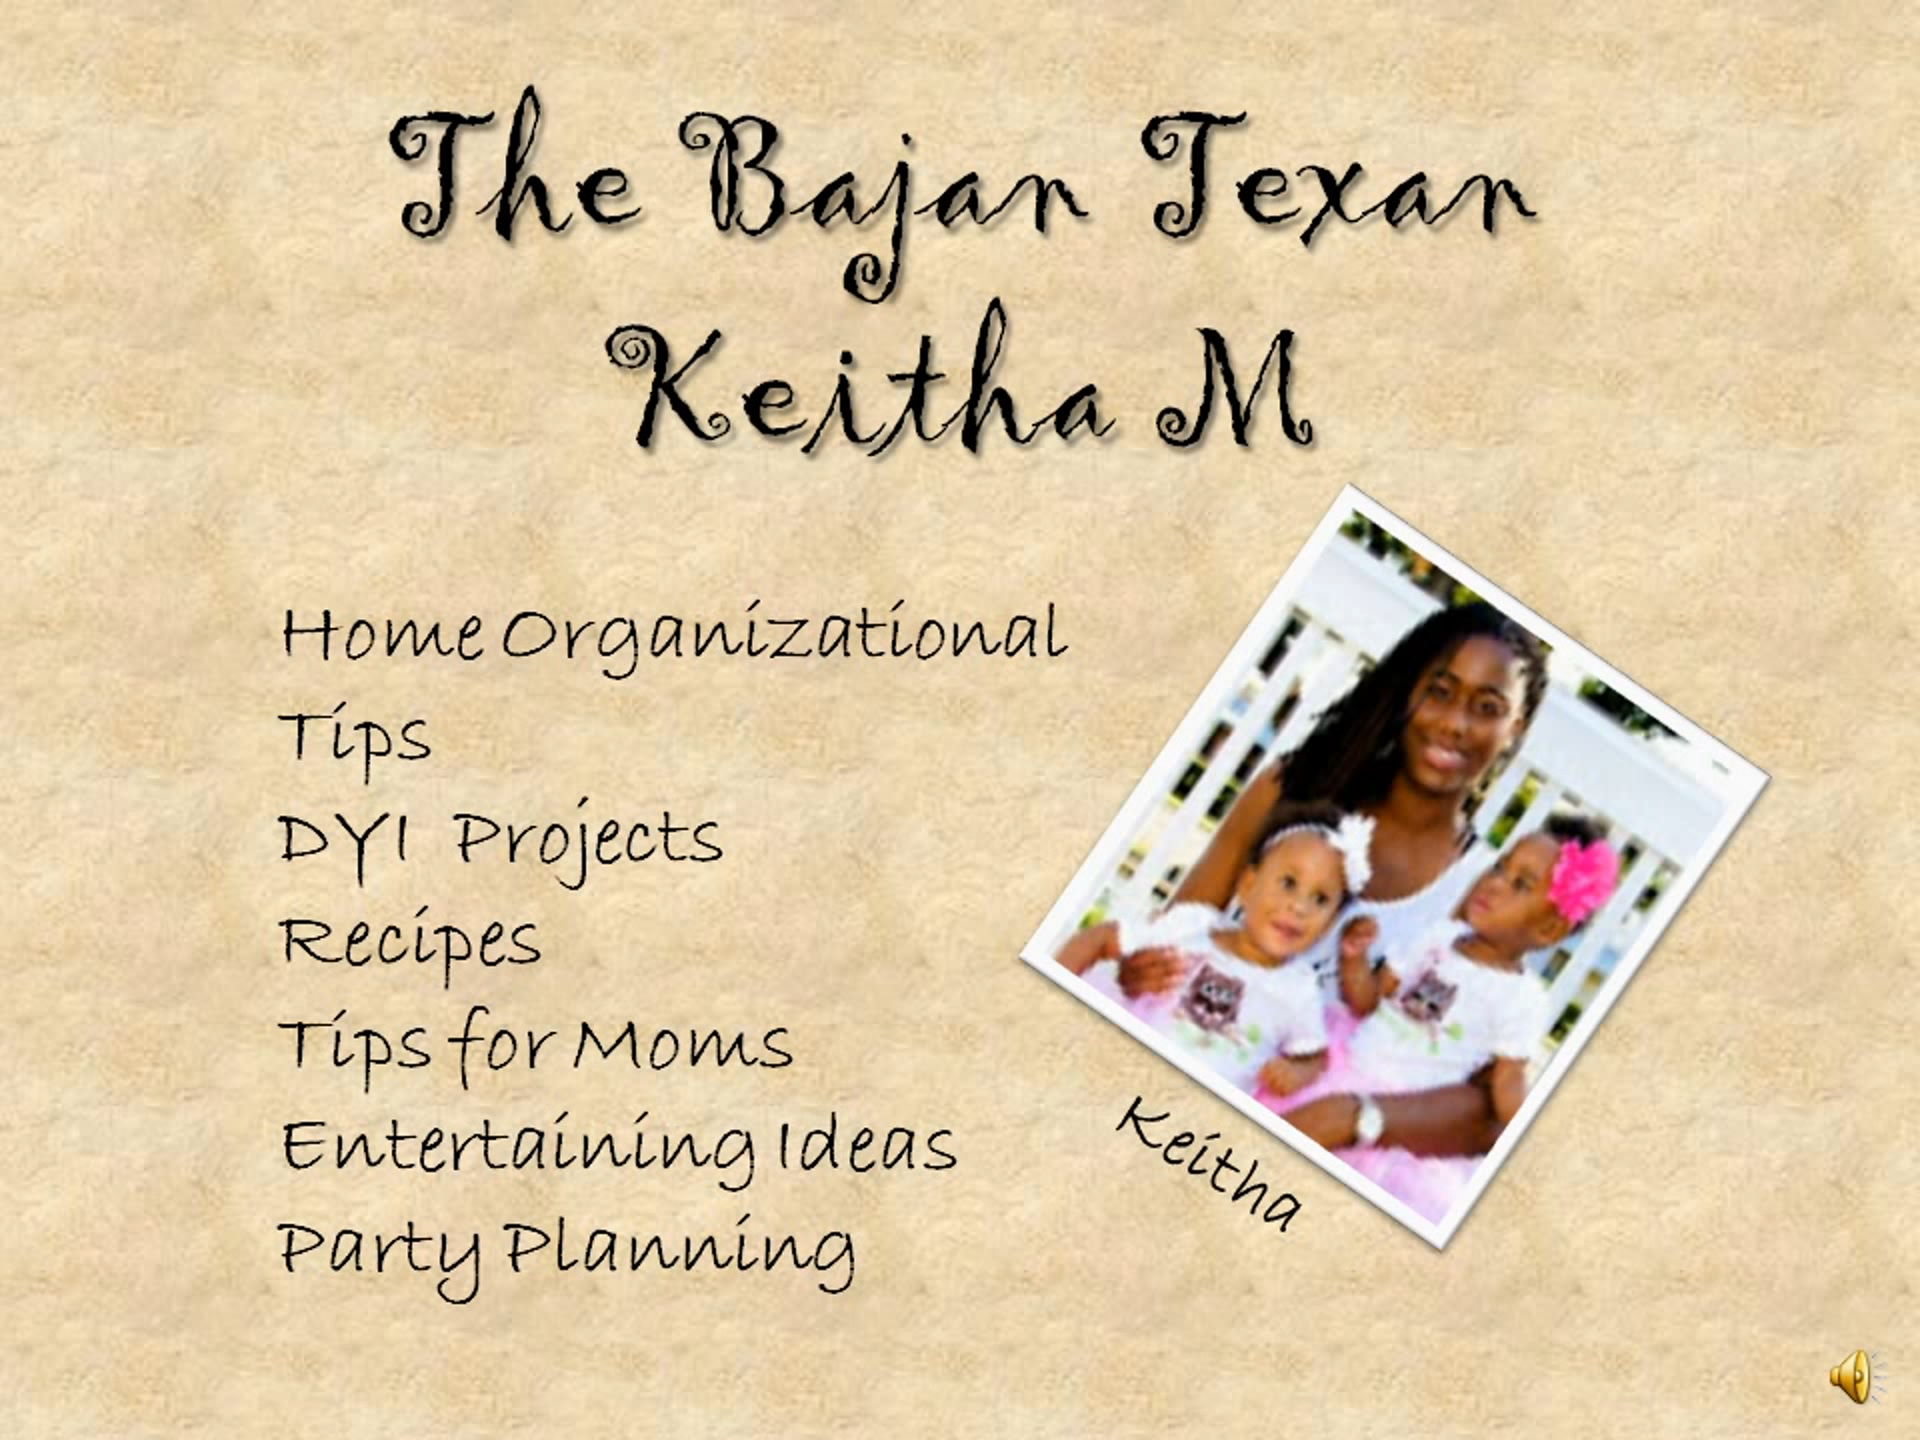 The Bajan Texan
Keitha M
Home Organizational
Tips
DYI Projects
Recipes
Tips for Moms
Entertaining Ideas
Party Planning
Keitha